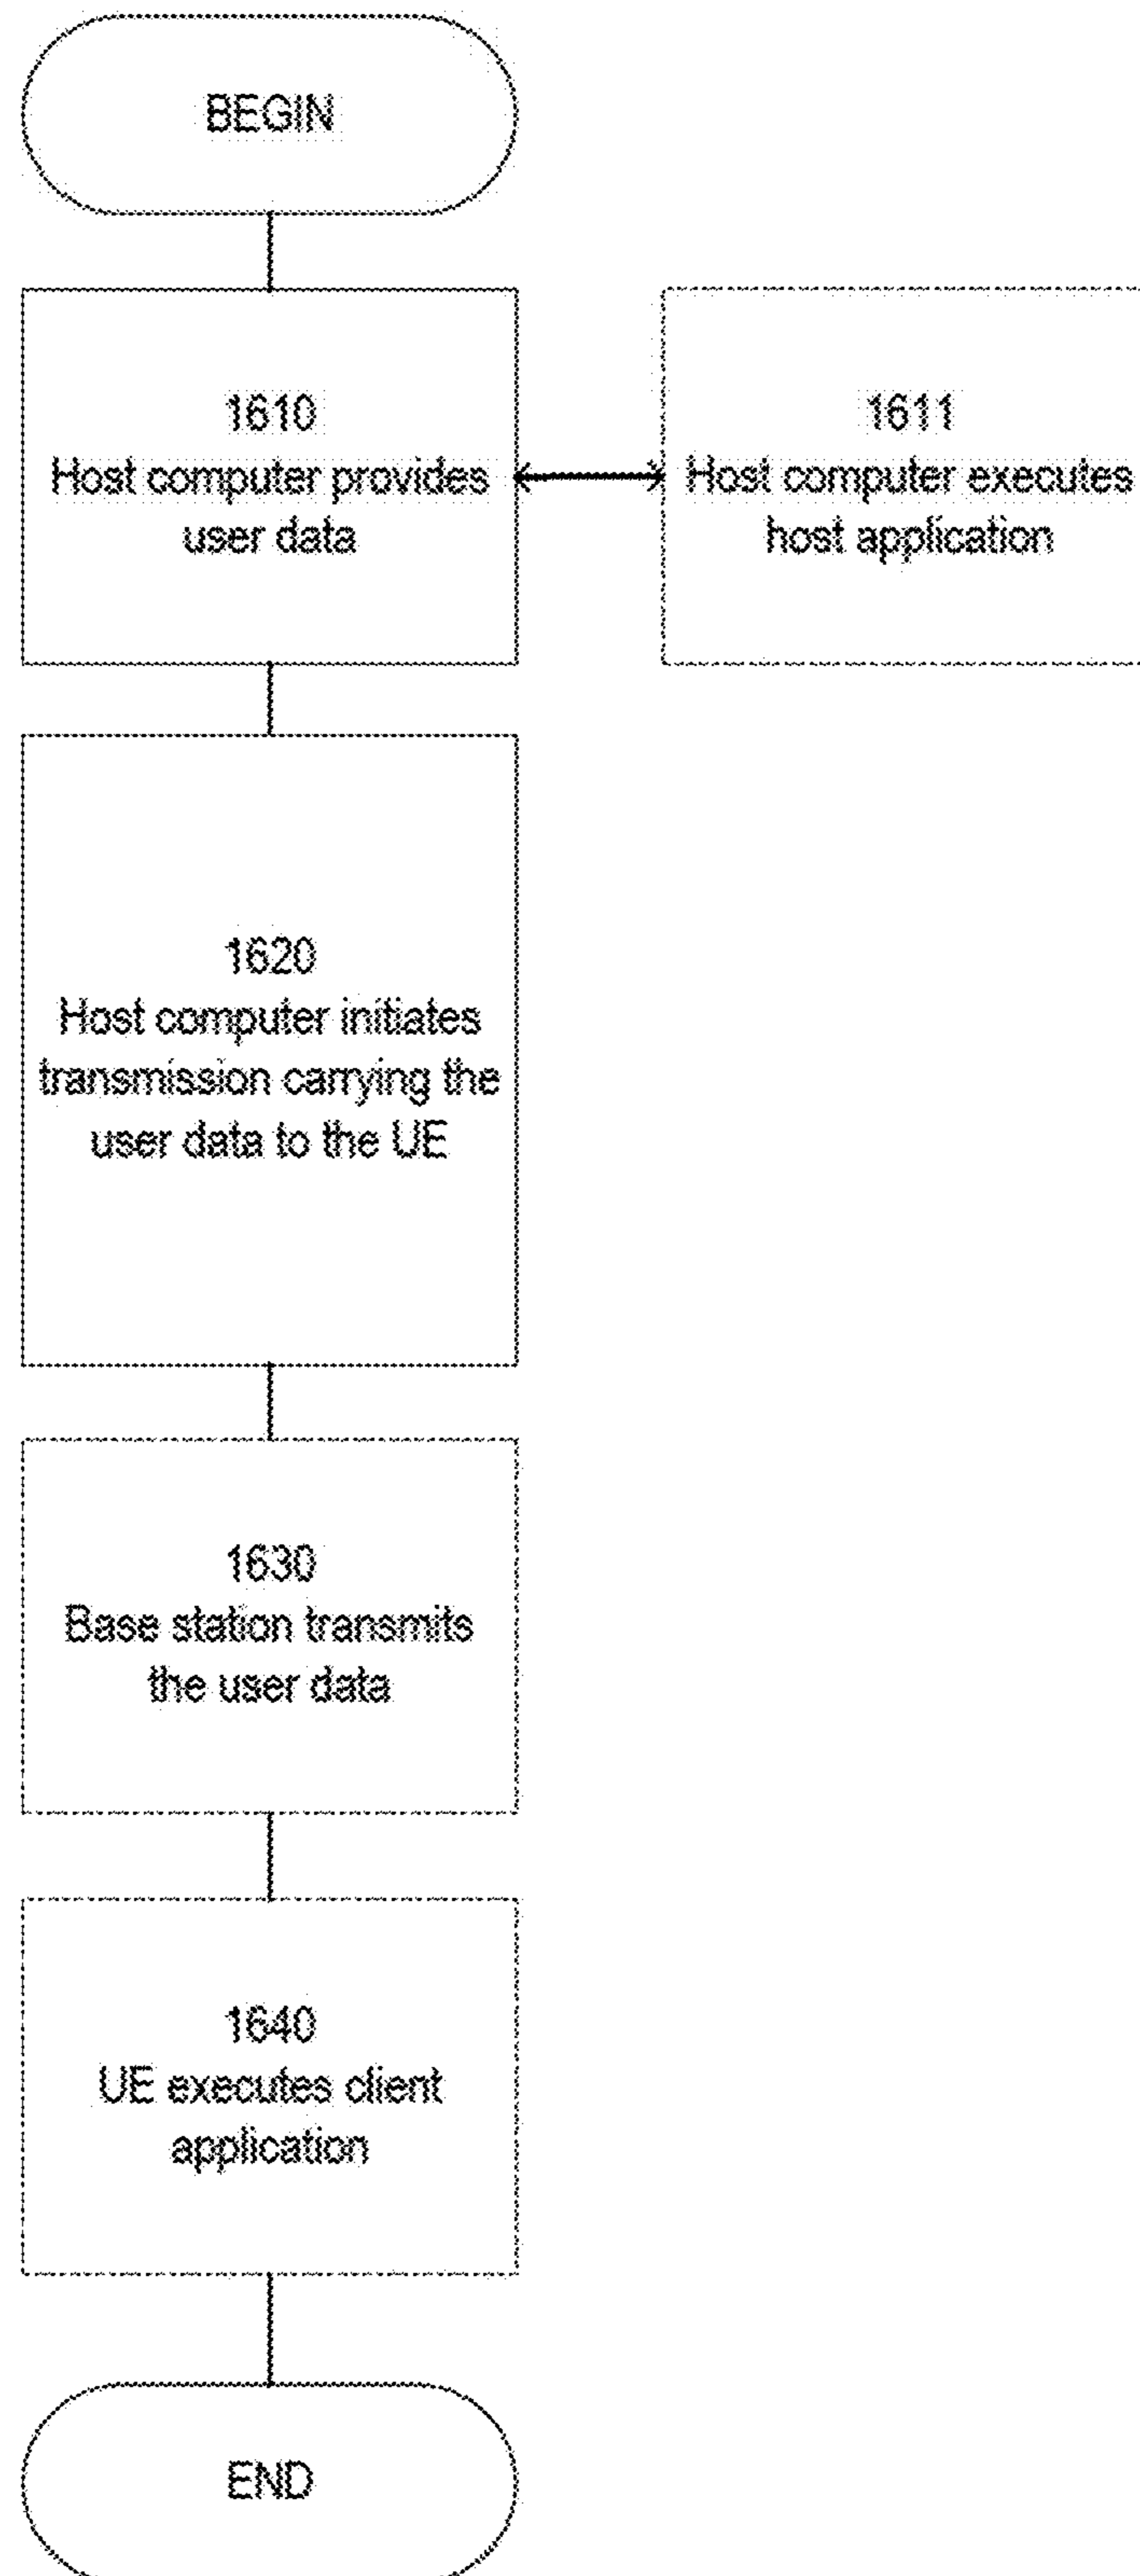 BEGIN
1610
Host computer provides
user data
1611
Host computer executes
host application
1620
Host computer initiates
transmission carrying the
user data to the UE
1630
Base station transmits
the user data
1640
UE executes client
application
END